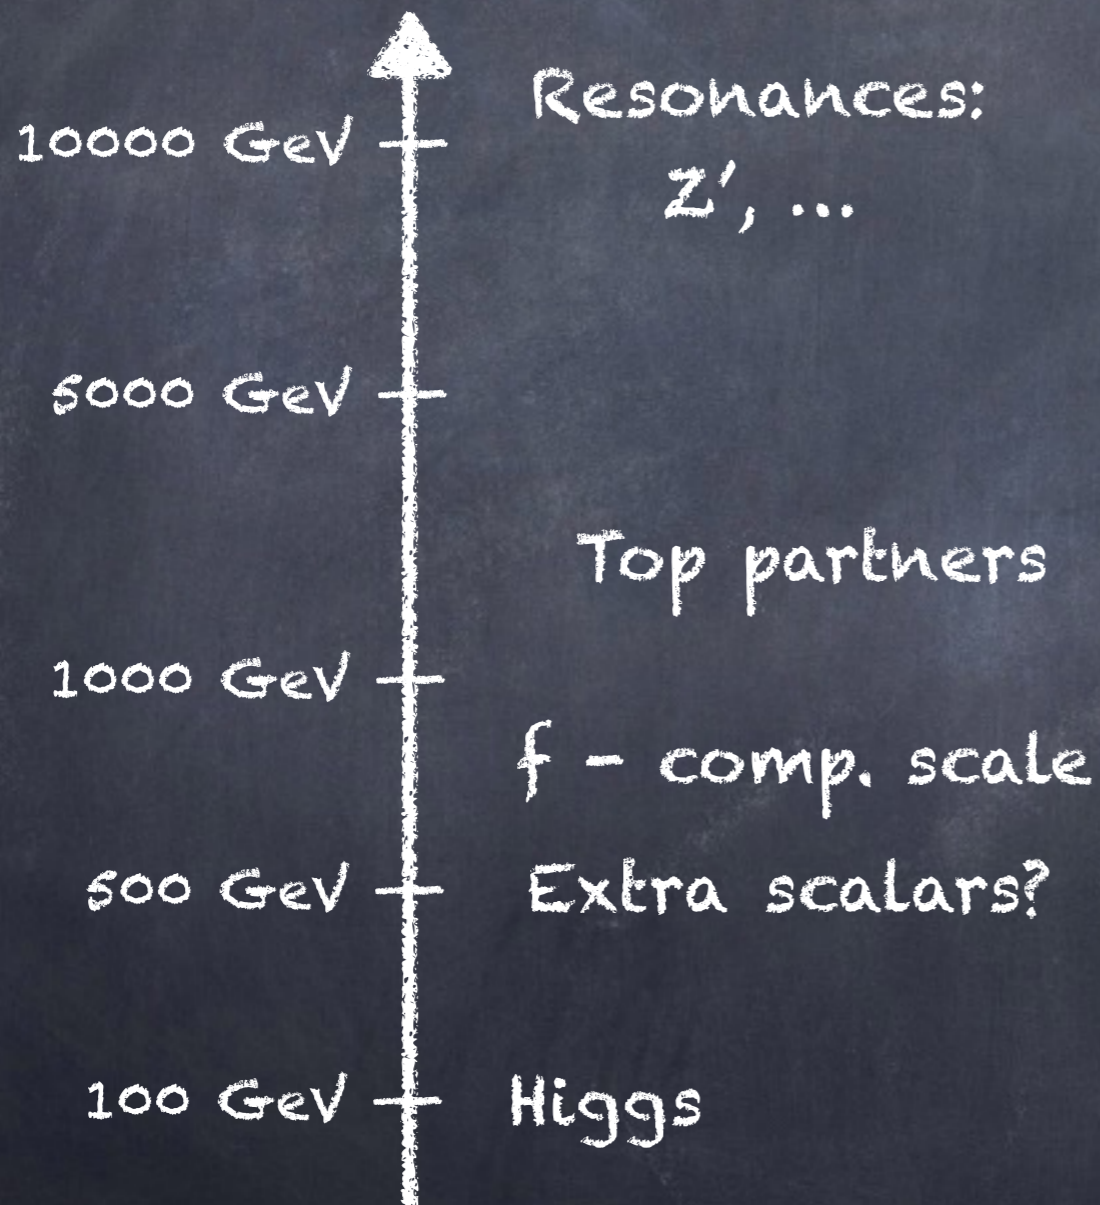 Resonances:
10000 GeV
Z', ...
5000 GeV
Top partners
1000 GeV
f - comp. scale
500 GeV Extra scalars?
100 GeV Higgs